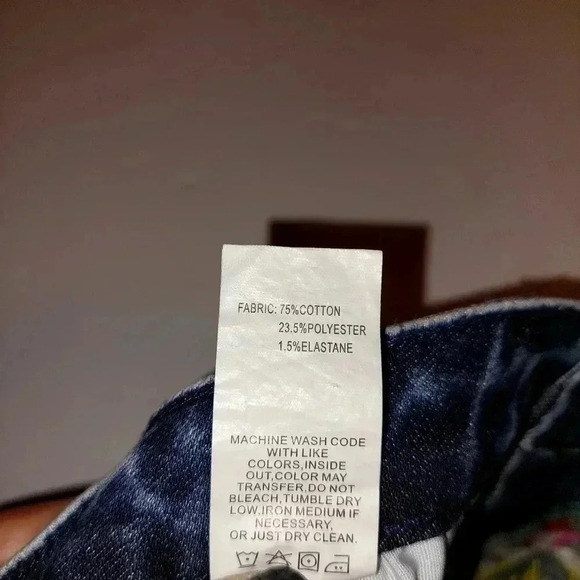 FABRIC: 75%COTTON
23.5%POLYESTER
1.5%ELASTANE
MACHINE WASH CODE
WITH LIKE
COLORS,INSIDE
OUT,COLOR MAY
TRANSFER,DO NOT
BLEACH,TUMBLE DRY
LOW,IRON MEDIUM IF
NECESSARY,
OR JUST DRY CLEAN.